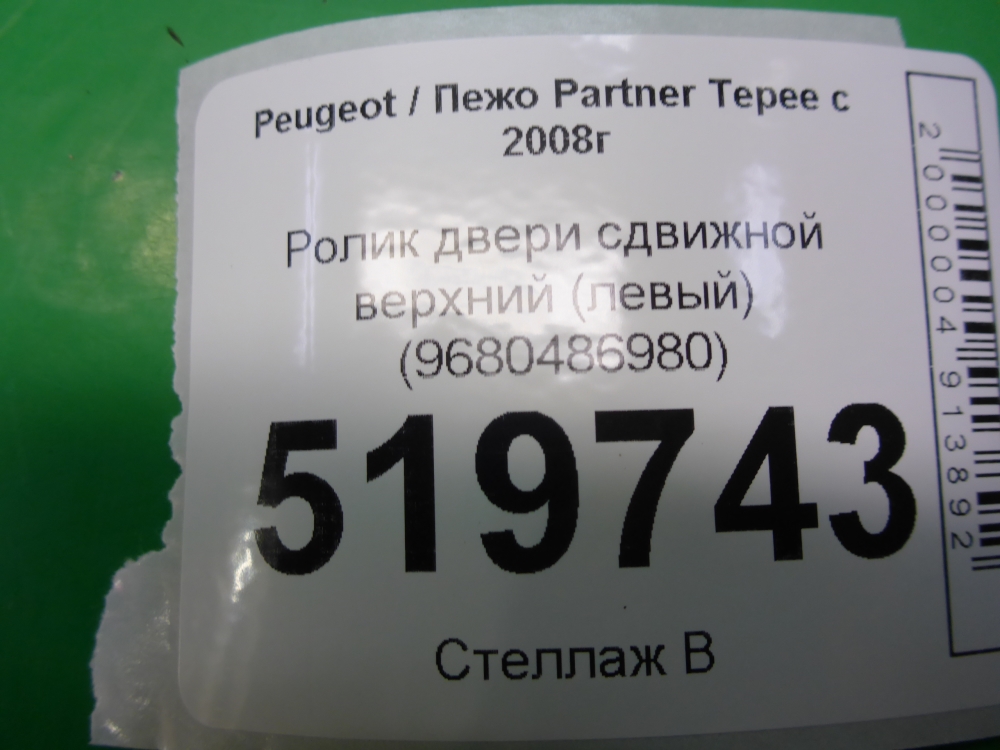 Peugeot / Пежо Partner Tepee с
2008г
Ролик двери сдвижной
верхний (левый)
(9680486980)
519743
Стеллаж В
2000004913892